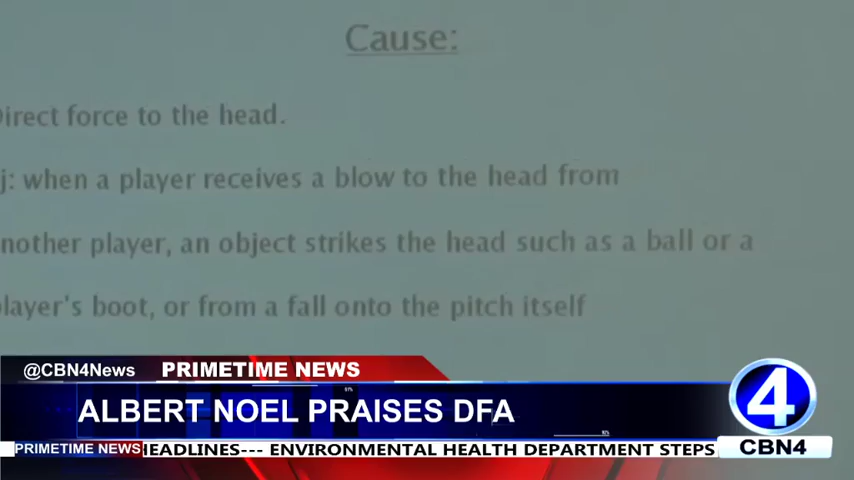 Cause:
Direct force to the head.
j: when a player receives a blow to the head from
nother player, an object strikes the head such as a ball or a
player's boot, or from a fall onto the pitch itself
@CBN4News PRIMETIME NEWS
ALBERT NOEL PRAISES DFA
4
CBN4
PRIMETIME NEWS HEADLINES--- ENVIRONMENTAL HEALTH DEPARTMENT STEPS